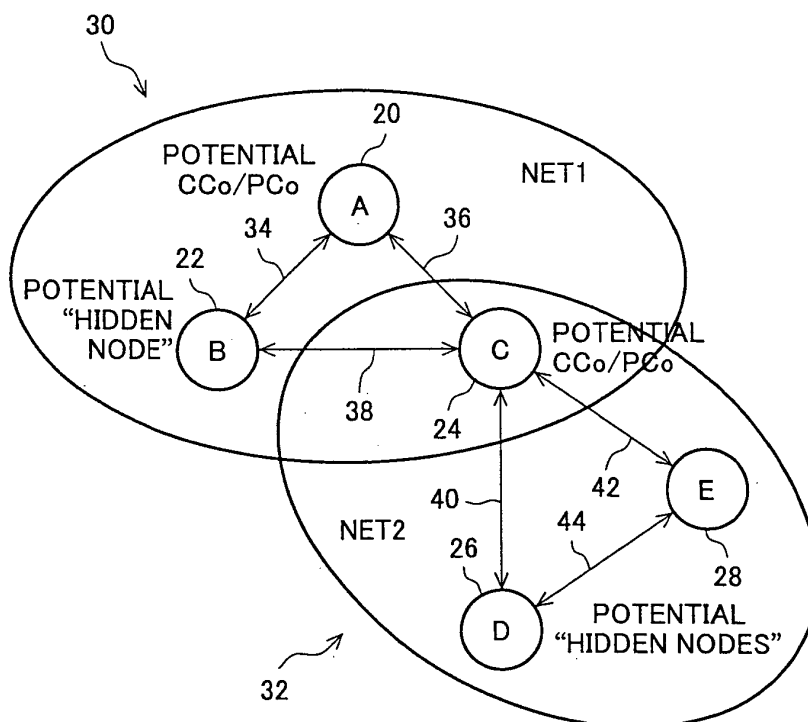 30
20
POTENTIAL
CCo/PCo
NET1
A
34
36
22
POTENTIAL
“HIDDEN
NODE”
B
C
POTENTIAL
CCo/PCo
38
24
42
40
E
NET2
26
44
28
D
POTENTIAL
“HIDDEN NODES”
32